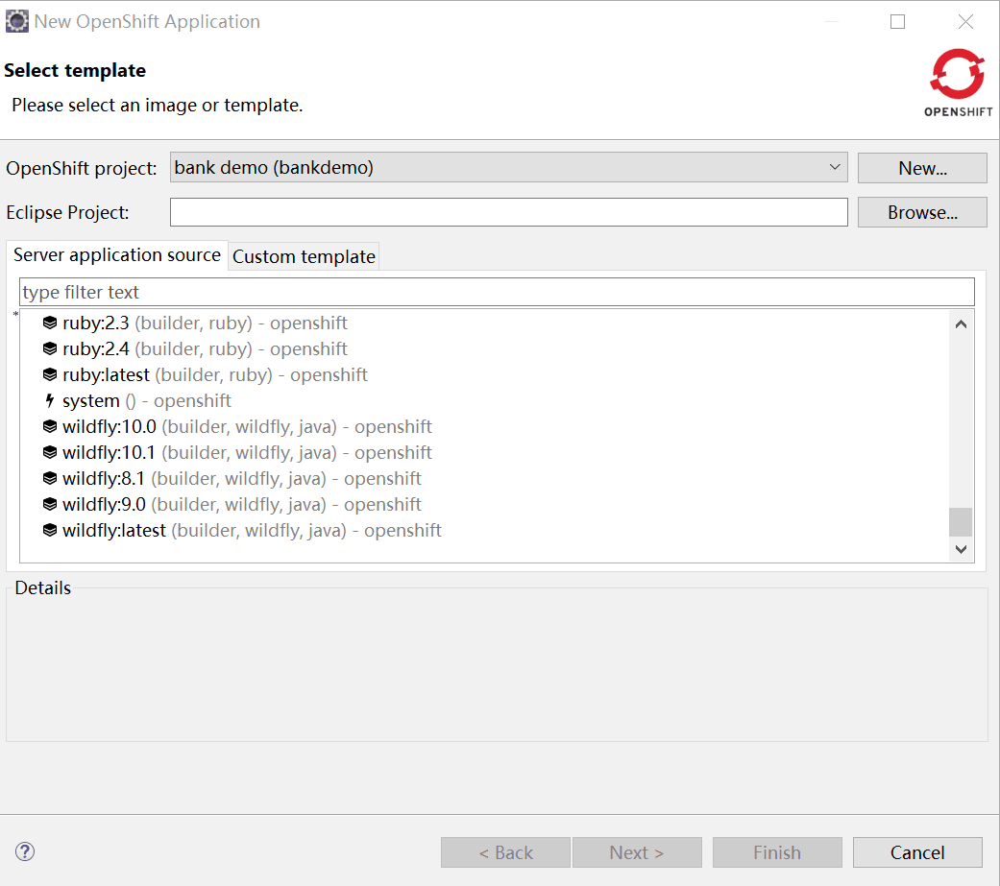 New OpenShift Application
Select template
Please select an image or template.
OPENSHIFT
OpenShift project: bank demo (bankdemo) New...
Eclipse Project: Browse...
Server application source Custom template
type filter text
*
ruby:2.3 (builder, ruby) - openshift
ruby:2.4 (builder, ruby) - openshift
ruby:latest (builder, ruby) - openshift
system () - openshift
wildfly:10.0 (builder, wildfly, java) - openshift
wildfly:10.1 (builder, wildfly, java) - openshift
wildfly:8.1 (builder, wildfly, java) - openshift
wildfly:9.0 (builder, wildfly, java) - openshift
wildfly:latest (builder, wildfly, java) - openshift
Details
? < Back Next > Finish Cancel